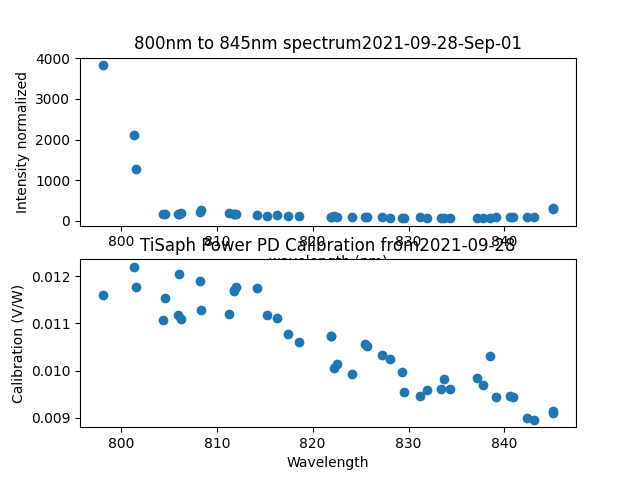 800nm to 845nm spectrum2021-09-28-Sep-01
Intensity normalized
4000
3000
2000
1000
0
800 810 820 830 840
wavelength (nm)
TiSaph Power PD Calibration from2021-09-28
Calibration (V/W)
0.012
0.011
0.010
0.009
800 810 820 830 840
Wavelength